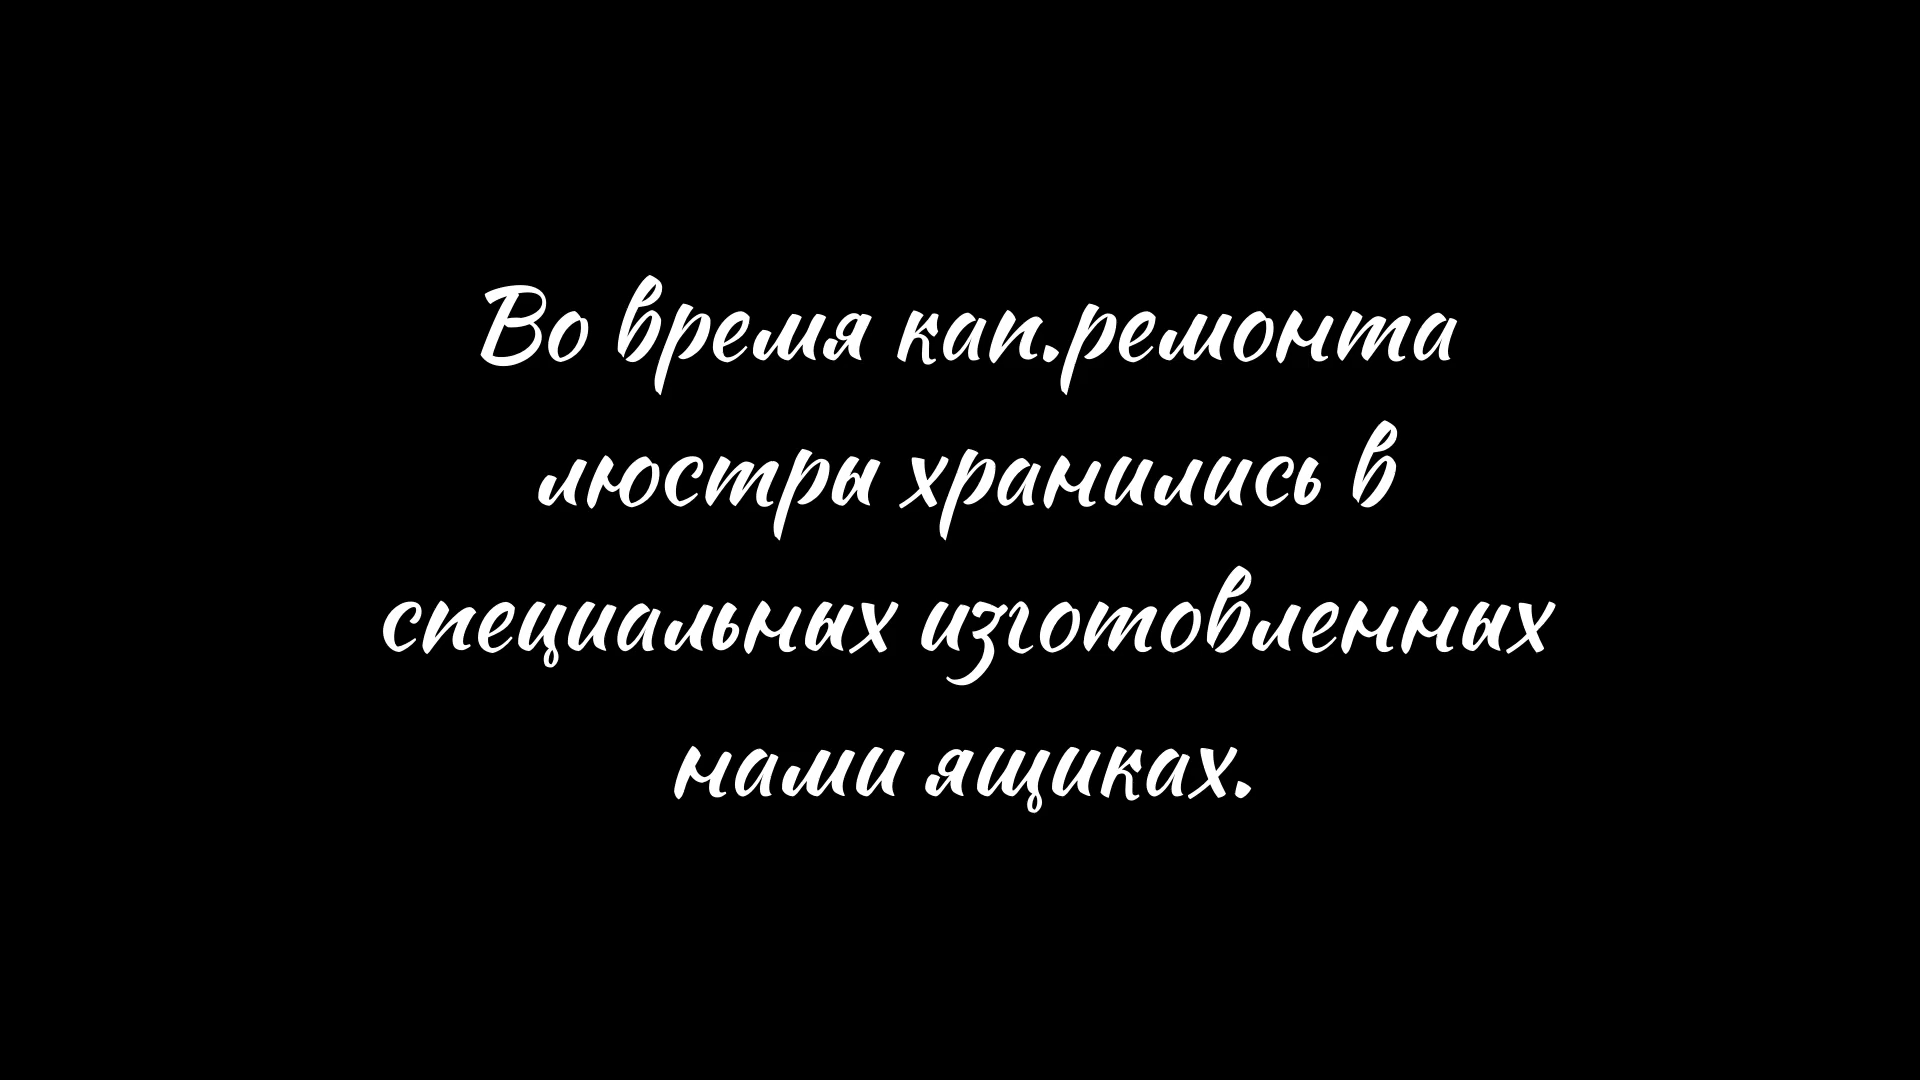 Во время кап.ремонта
люстры хранились в
специальных изготовленных
нами ящиках.